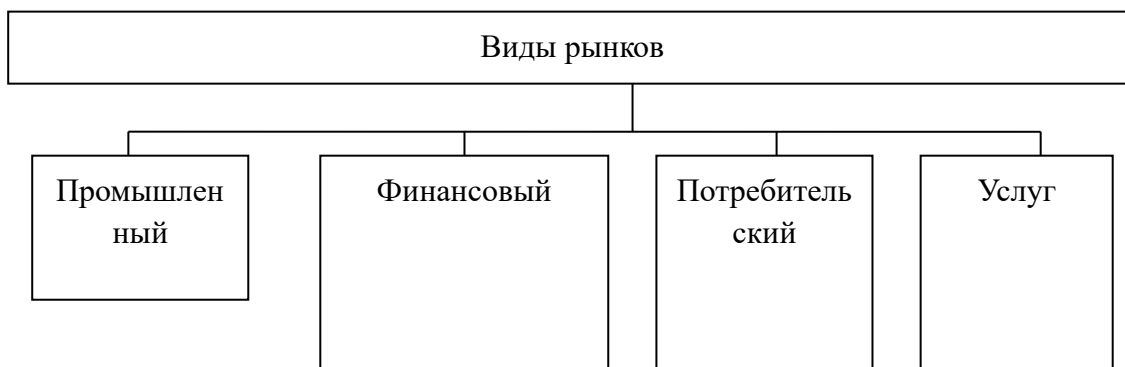 Виды рынков
Промышлен
ный
Финансовый
Потребитель
ский
Услуг